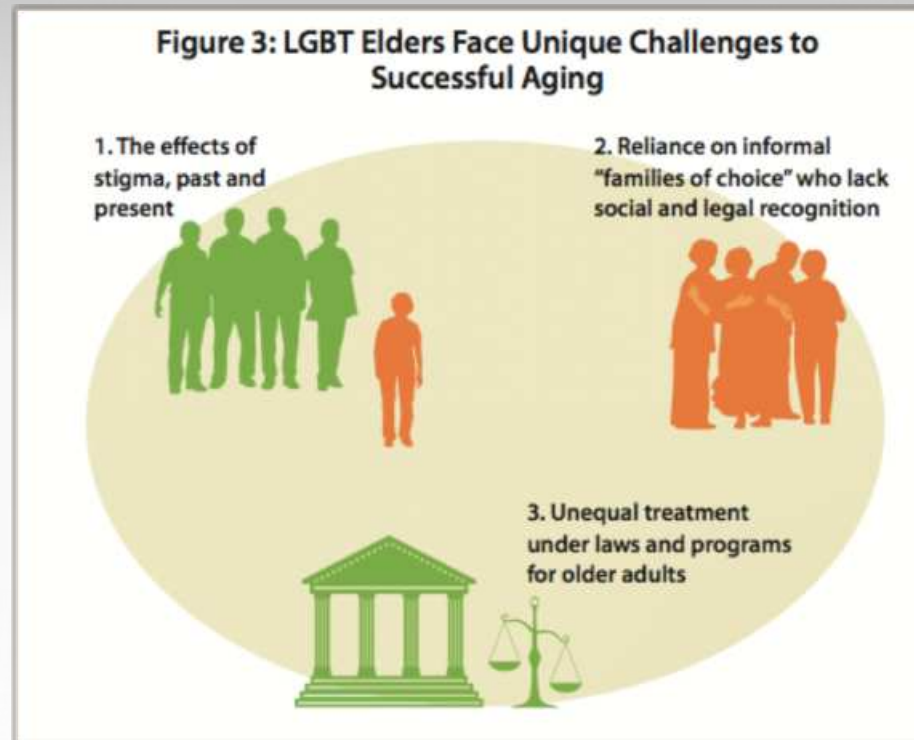 Figure 3: LGBT Elders Face Unique Challenges to
Successful Aging
1. The effects of
stigma, past and
present
2. Reliance on informal
“families of choice” who lack
social and legal recognition
3. Unequal treatment
under laws and programs
for older adults